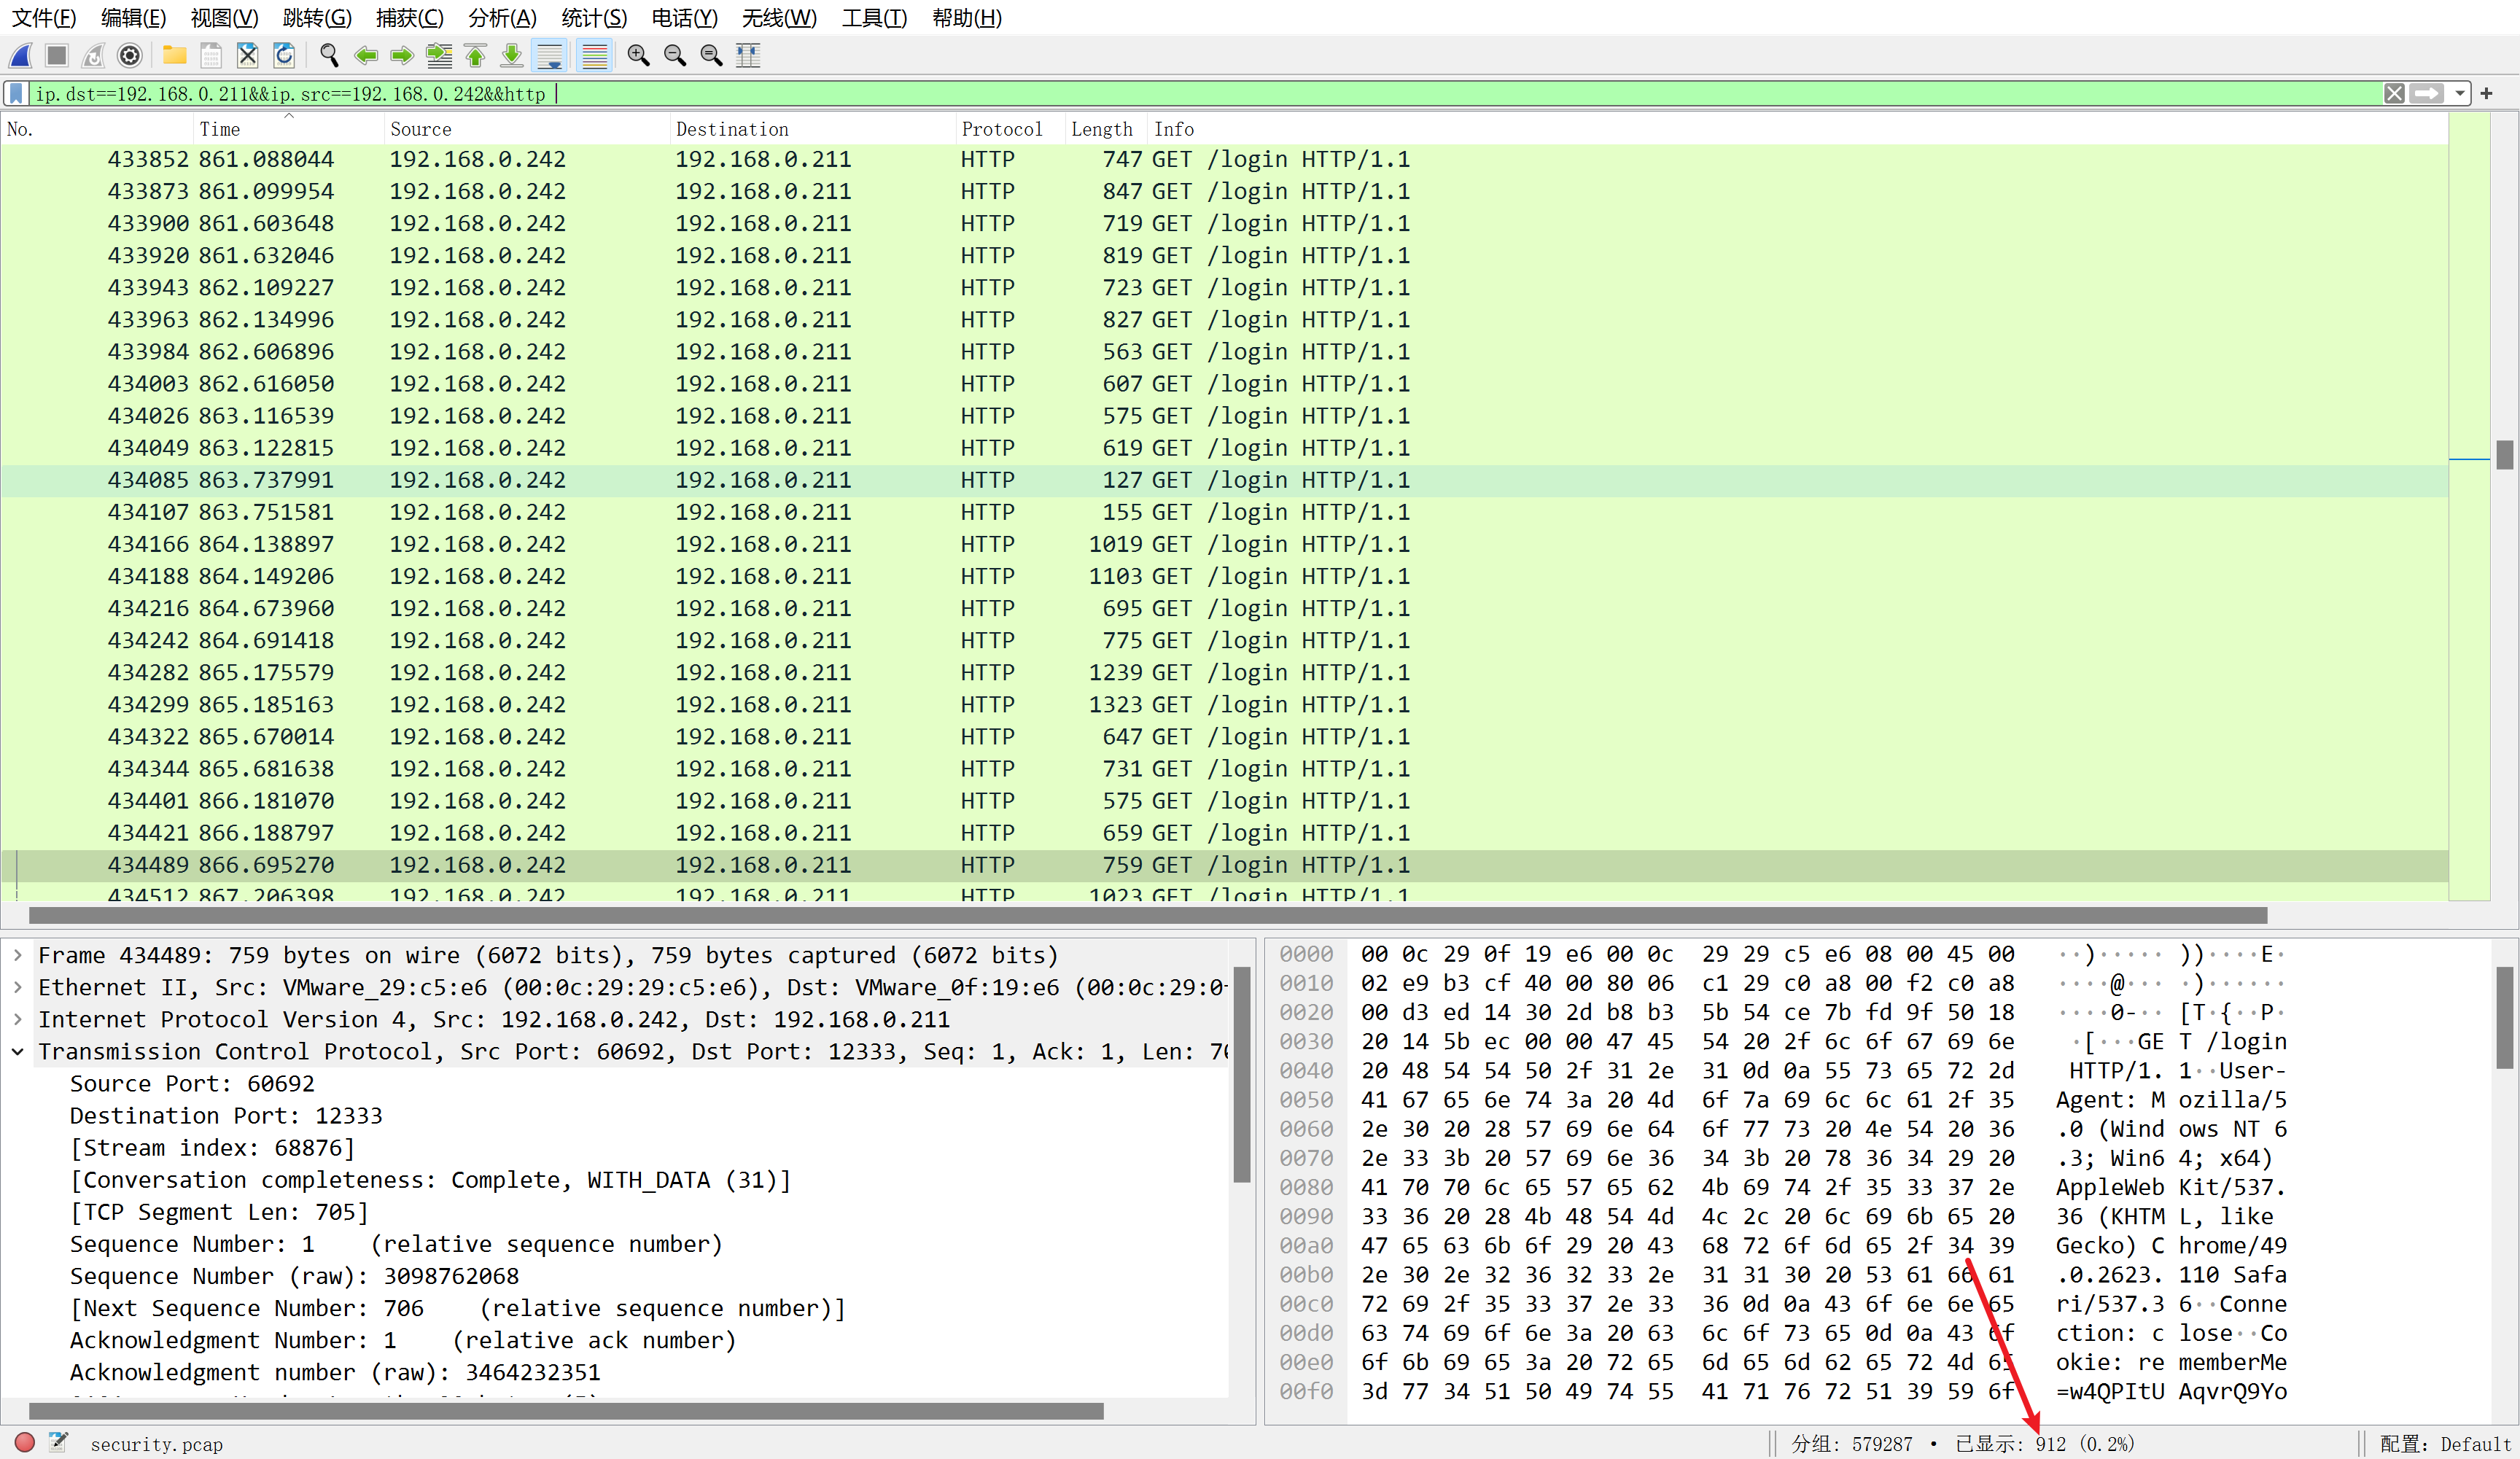 文件(F) 编辑(E) 视图(V) 跳转(G) 捕获(C) 分析(A) 统计(S) 电话(Y) 无线(W) 工具(T) 帮助(H)
ip.dst==192.168.0.211&&ip.src==192.168.0.242&&http
No. Time Source Destination Protocol Length Info
433852 861.088044 192.168.0.242 192.168.0.211 HTTP 747 GET /login HTTP/1.1
433873 861.099954 192.168.0.242 192.168.0.211 HTTP 847 GET /login HTTP/1.1
433900 861.603648 192.168.0.242 192.168.0.211 HTTP 719 GET /login HTTP/1.1
433920 861.632046 192.168.0.242 192.168.0.211 HTTP 819 GET /login HTTP/1.1
433943 862.109227 192.168.0.242 192.168.0.211 HTTP 723 GET /login HTTP/1.1
433963 862.134996 192.168.0.242 192.168.0.211 HTTP 827 GET /login HTTP/1.1
433984 862.606896 192.168.0.242 192.168.0.211 HTTP 563 GET /login HTTP/1.1
434003 862.616050 192.168.0.242 192.168.0.211 HTTP 607 GET /login HTTP/1.1
434026 863.116539 192.168.0.242 192.168.0.211 HTTP 575 GET /login HTTP/1.1
434049 863.122815 192.168.0.242 192.168.0.211 HTTP 619 GET /login HTTP/1.1
434085 863.737991 192.168.0.242 192.168.0.211 HTTP 127 GET /login HTTP/1.1
434107 863.751581 192.168.0.242 192.168.0.211 HTTP 155 GET /login HTTP/1.1
434166 864.138897 192.168.0.242 192.168.0.211 HTTP 1019 GET /login HTTP/1.1
434188 864.149206 192.168.0.242 192.168.0.211 HTTP 1103 GET /login HTTP/1.1
434216 864.673960 192.168.0.242 192.168.0.211 HTTP 695 GET /login HTTP/1.1
434242 864.691418 192.168.0.242 192.168.0.211 HTTP 775 GET /login HTTP/1.1
434282 865.175579 192.168.0.242 192.168.0.211 HTTP 1239 GET /login HTTP/1.1
434299 865.185163 192.168.0.242 192.168.0.211 HTTP 1323 GET /login HTTP/1.1
434322 865.670014 192.168.0.242 192.168.0.211 HTTP 647 GET /login HTTP/1.1
434344 865.681638 192.168.0.242 192.168.0.211 HTTP 731 GET /login HTTP/1.1
434401 866.181070 192.168.0.242 192.168.0.211 HTTP 575 GET /login HTTP/1.1
434421 866.188797 192.168.0.242 192.168.0.211 HTTP 659 GET /login HTTP/1.1
434489 866.695270 192.168.0.242 192.168.0.211 HTTP 759 GET /login HTTP/1.1
434512 867.206398 192.168.0.242 192.168.0.211 HTTP 1023 GET /login HTTP/1.1
Frame 434489: 759 bytes on wire (6072 bits), 759 bytes captured (6072 bits)
Ethernet II, Src: VMware_29:c5:e6 (00:0c:29:29:c5:e6), Dst: VMware_0f:19:e6 (00:0c:29:0
Internet Protocol Version 4, Src: 192.168.0.242, Dst: 192.168.0.211
Transmission Control Protocol, Src Port: 60692, Dst Port: 12333, Seq: 1, Ack: 1, Len: 7
Source Port: 60692
Destination Port: 12333
[Stream index: 68876]
[Conversation completeness: Complete, WITH_DATA (31)]
[TCP Segment Len: 705]
Sequence Number: 1 (relative sequence number)
Sequence Number (raw): 3098762068
[Next Sequence Number: 706 (relative sequence number)]
Acknowledgment Number: 1 (relative ack number)
Acknowledgment number (raw): 3464232351
0000 00 0c 29 0f 19 e6 00 0c 29 29 c5 e6 08 00 45 00 ··)····· ))····E·
0010 02 e9 b3 cf 40 00 80 06 c1 29 c0 a8 00 f2 c0 a8 ····@··· ·)······
0020 00 d3 ed 14 30 2d b8 b3 5b 54 ce 7b fd 9f 50 18 ····0-·· [T·{··P·
0030 20 14 5b ec 00 00 47 45 54 20 2f 6c 6f 67 69 6e ·[···GE T /login
0040 20 48 54 54 50 2f 31 2e 31 0d 0a 55 73 65 72 2d HTTP/1. 1··User-
0050 41 67 65 6e 74 3a 20 4d 6f 7a 69 6c 6c 61 2f 35 Agent: M ozilla/5
0060 2e 30 20 28 57 69 6e 64 6f 77 73 20 4e 54 20 36 .0 (Wind ows NT 6
0070 2e 33 3b 20 57 69 6e 36 34 3b 20 78 36 34 29 20 .3; Win6 4; x64)
0080 41 70 70 6c 65 57 65 62 4b 69 74 2f 35 33 37 2e AppleWeb Kit/537.
0090 33 36 20 28 4b 48 54 4d 4c 2c 20 6c 69 6b 65 20 36 (KHTM L, like
00a0 47 65 63 6b 6f 29 20 43 68 72 6f 6d 65 2f 34 39 Gecko) C hrome/49
00b0 2e 30 2e 32 36 32 33 2e 31 31 30 20 53 61 66 61 .0.2623. 110 Safa
00c0 72 69 2f 35 33 37 2e 33 36 0d 0a 43 6f 6e 6e 65 ri/537.3 6··Conne
00d0 63 74 69 6f 6e 3a 20 63 6c 6f 73 65 0d 0a 43 6f ction: c lose··Co
00e0 6f 6b 69 65 3a 20 72 65 6d 65 6d 62 65 72 4d 65 okie: re memberMe
00f0 3d 77 34 51 50 49 74 55 41 71 76 72 51 39 59 6f =w4QPItU AqvrQ9Yo
security.pcap 分组: 579287 · 已显示: 912 (0.2%) 配置: Default